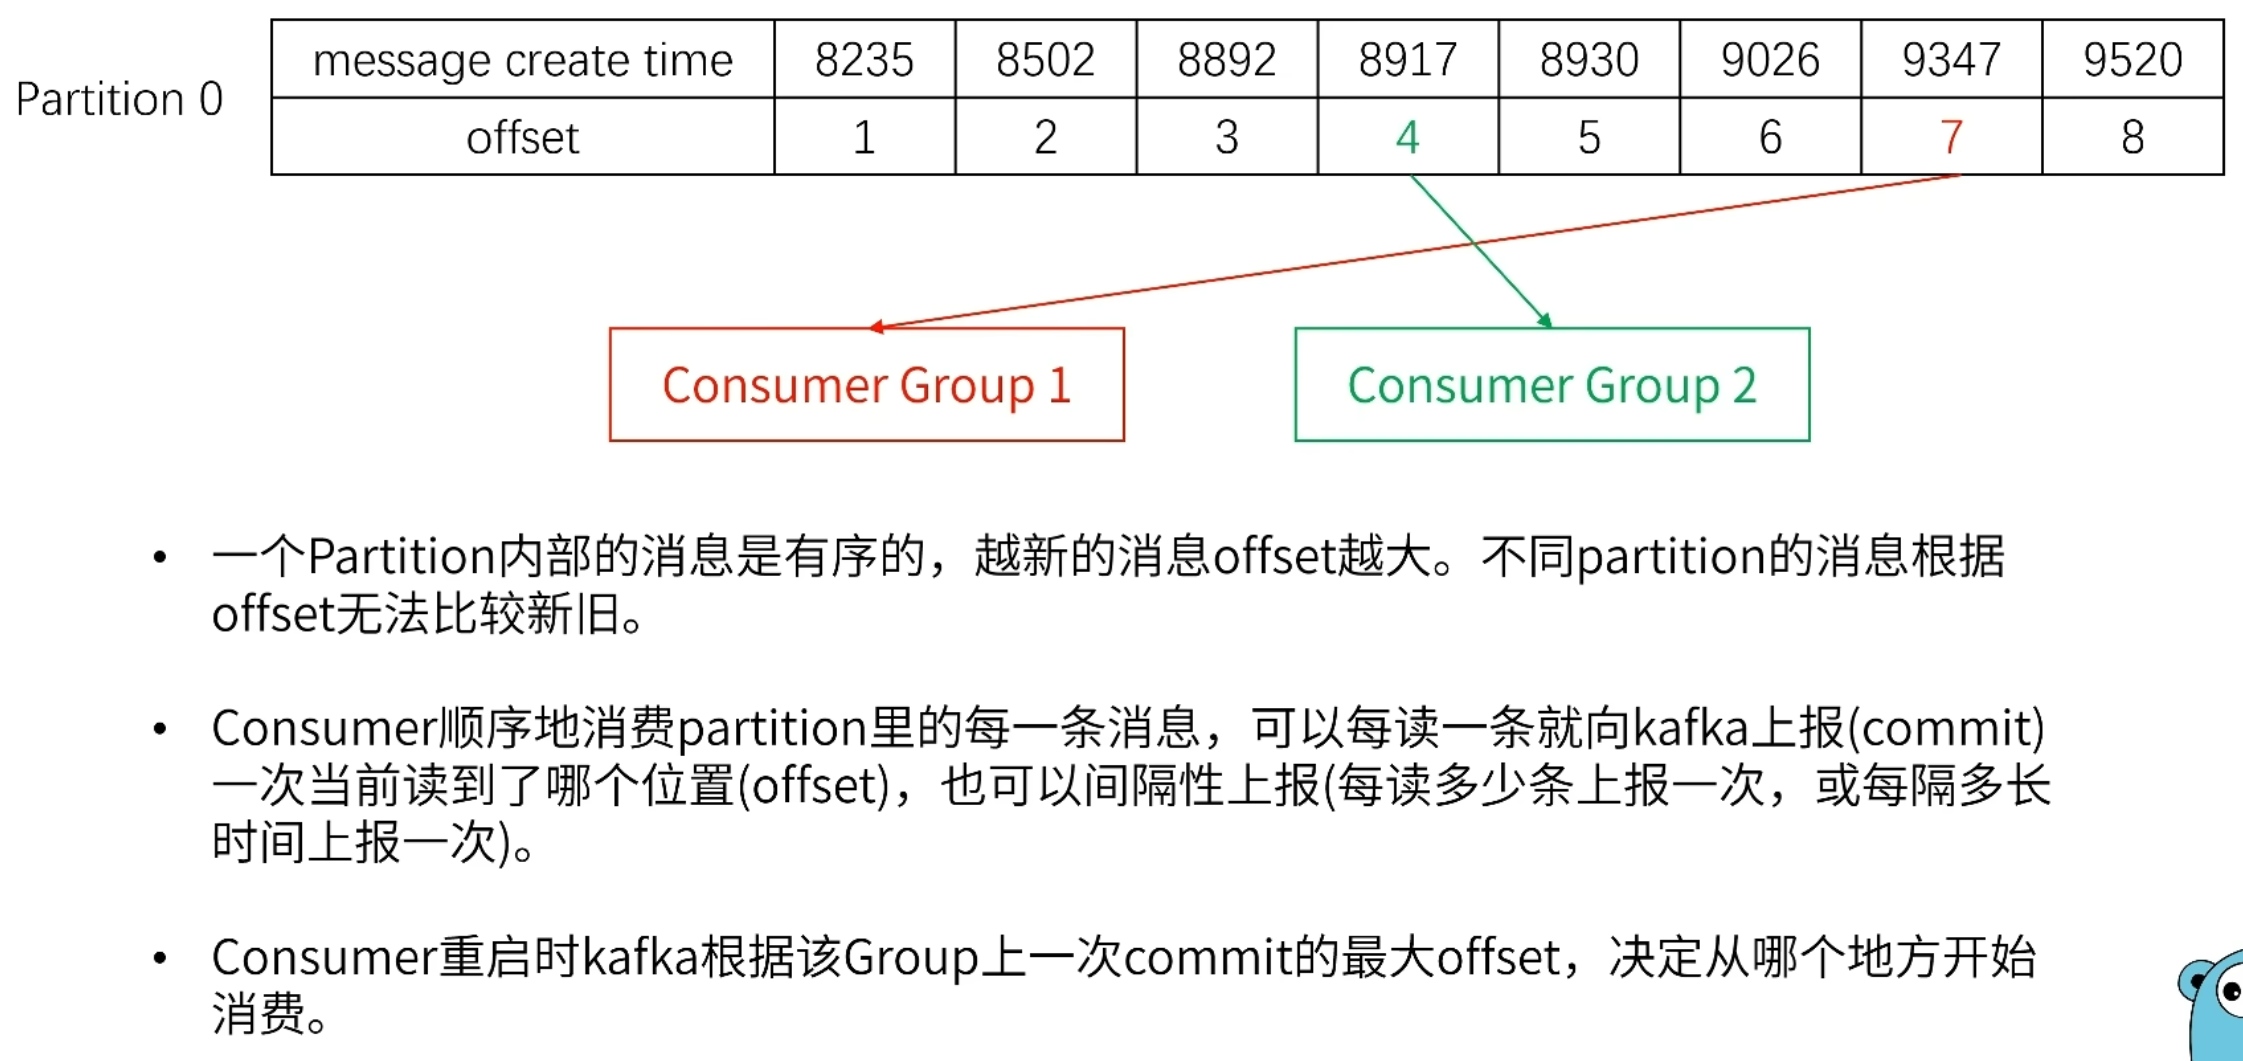 Partition 0
message create time 8235 8502 8892 8917 8930 9026 9347 9520
offset 1 2 3 4 5 6 7 8
Consumer Group 1
Consumer Group 2
• 一个Partition内部的消息是有序的，越新的消息offset越大。不同partition的消息根据
offset无法比较新旧。
• Consumer顺序地消费partition里的每一条消息，可以每读一条就向kafka上报(commit)
一次当前读到了哪个位置(offset)，也可以间隔性上报(每读多少条上报一次，或每隔多长
时间上报一次)。
• Consumer重启时kafka根据该Group上一次commit的最大offset，决定从哪个地方开始
消费。